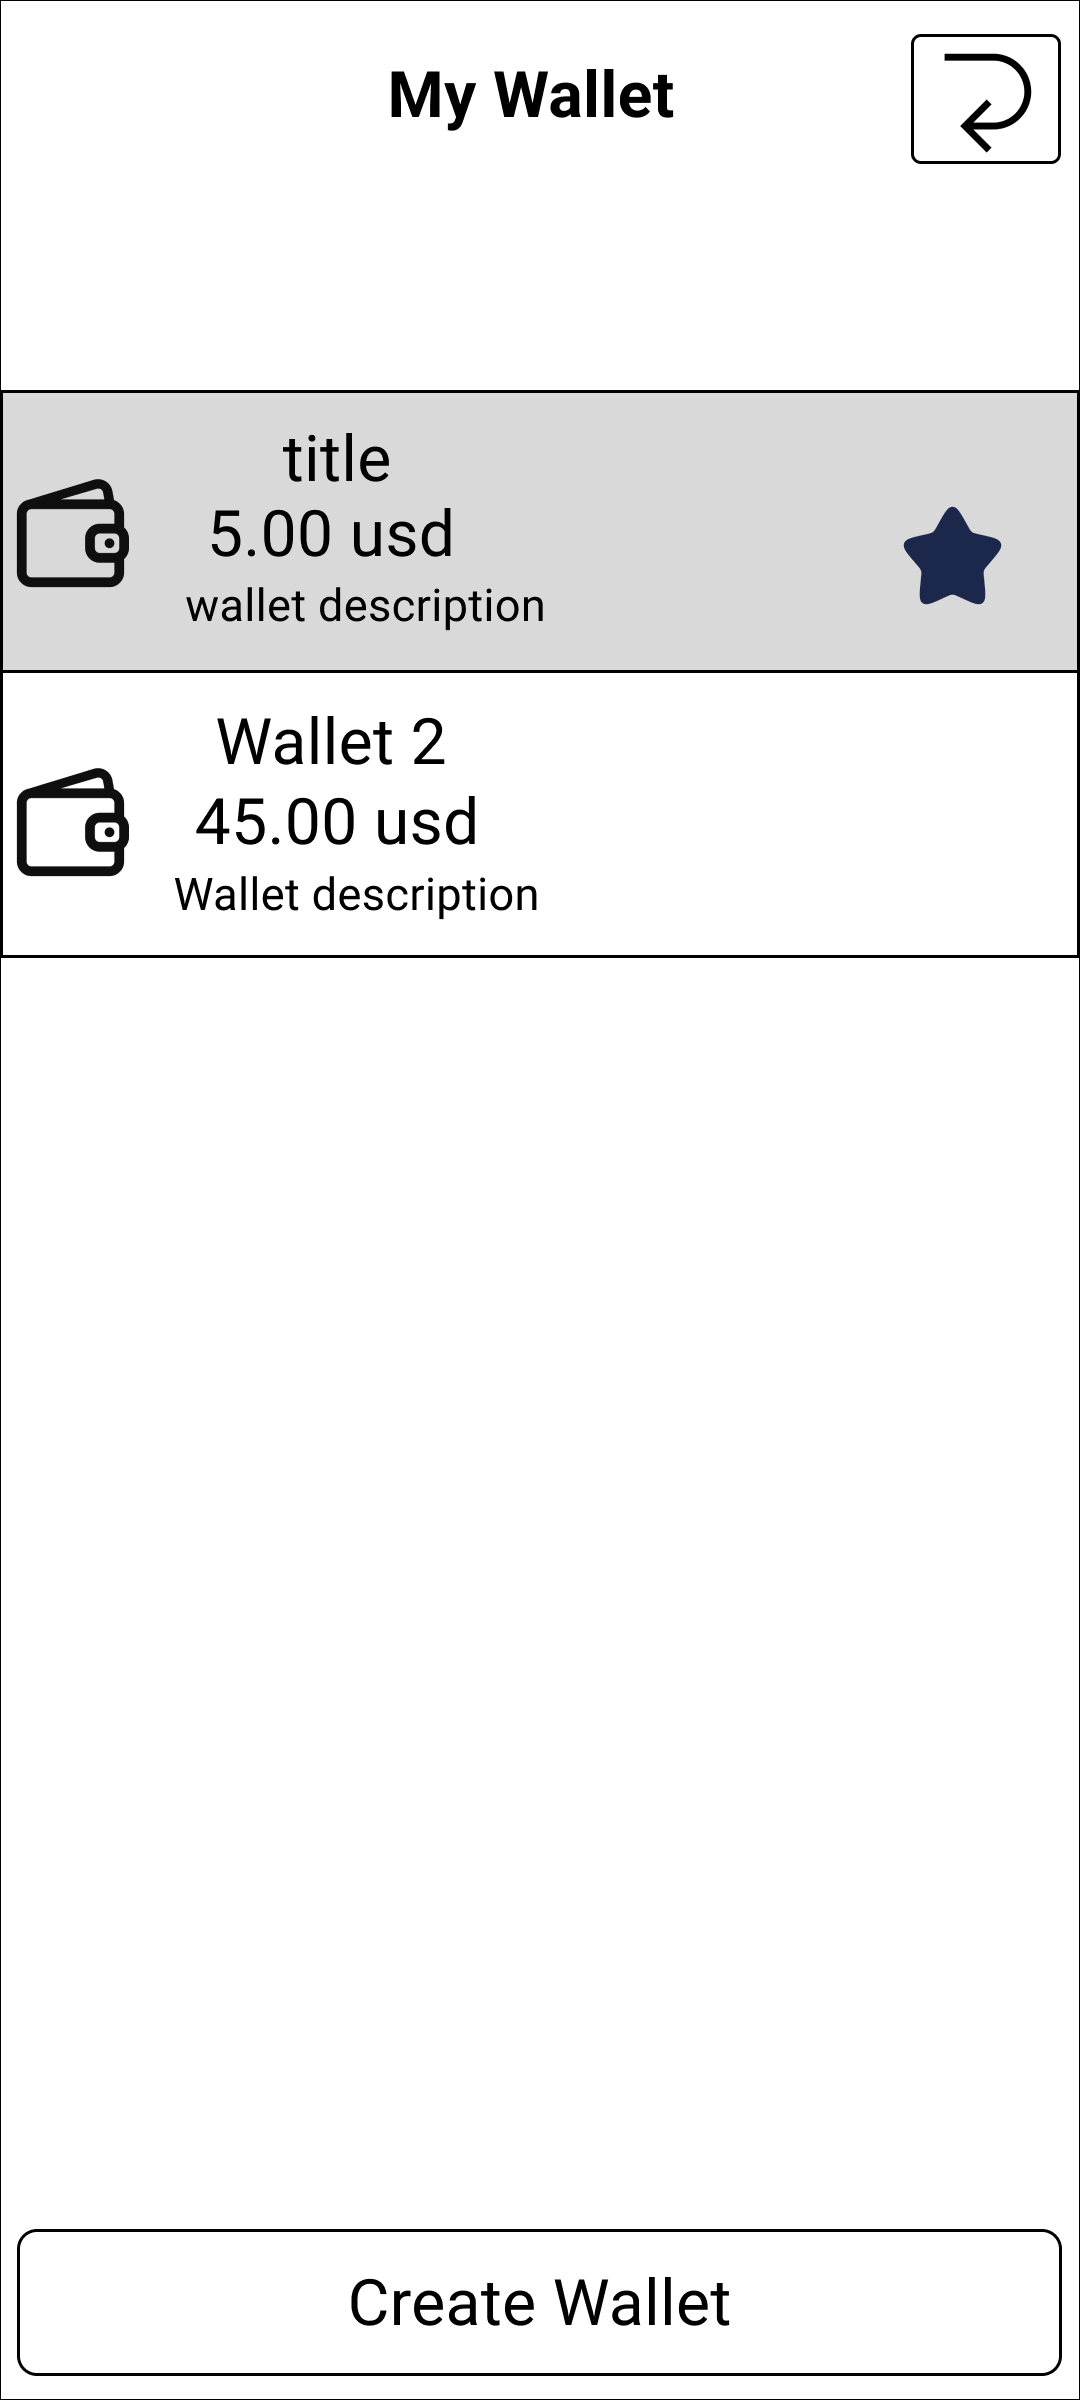 My Wallet
title
5.00 usd
wallet description
Wallet 2
45.00 usd
Wallet description
Create Wallet